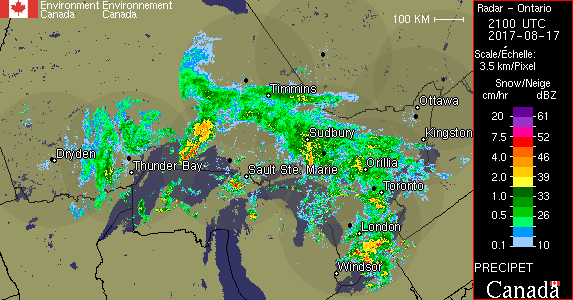 Environment Environnement
Canada Canada
100 KM
Timmins
Ottawa
Sudbury
Kingston
Dryden
Thunder Bay
Sault Ste. Marie
Orillia
Toronto
London
Windsor
Radar - Ontario
2100 UTC
2017-08-17
Scale/Échelle:
3.5 km/Pixel
Snow/Neige
cm/hr dBZ
20 61
7.5 52
4.0 46
2.0 39
1.0 33
0.5 26
0.1 10
PRECIPET
Canada